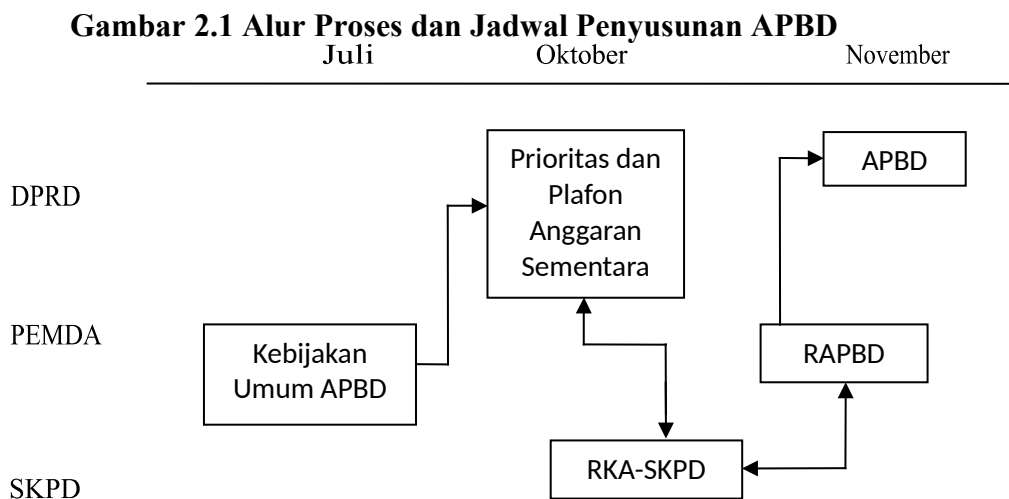 Gambar 2.1 Alur Proses dan Jadwal Penyusunan APBD
Juli
Oktober
November
DPRD
Prioritas dan
Plafon
Anggaran
Sementara
APBD
PEMDA
Kebijakan
Umum APBD
RAPBD
SKPD
RKA-SKPD